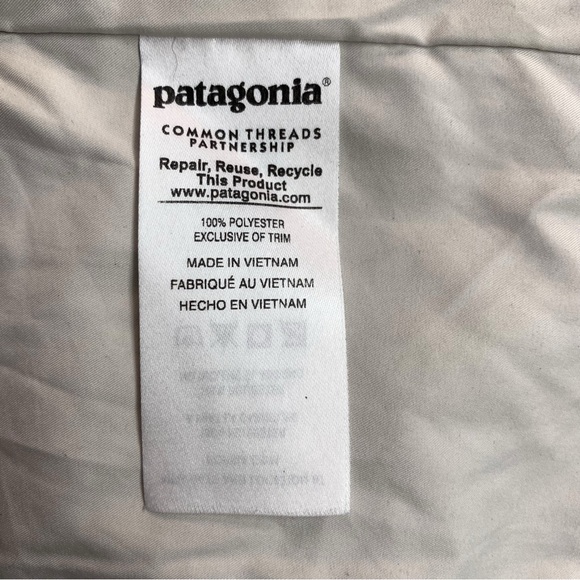 patagonia®
COMMON THREADS
PARTNERSHIP
Repair, Reuse, Recycle
This Product
www.patagonia.com
100% POLYESTER
EXCLUSIVE OF TRIM
MADE IN VIETNAM
FABRIQUÉ AU VIETNAM
HECHO EN VIETNAM